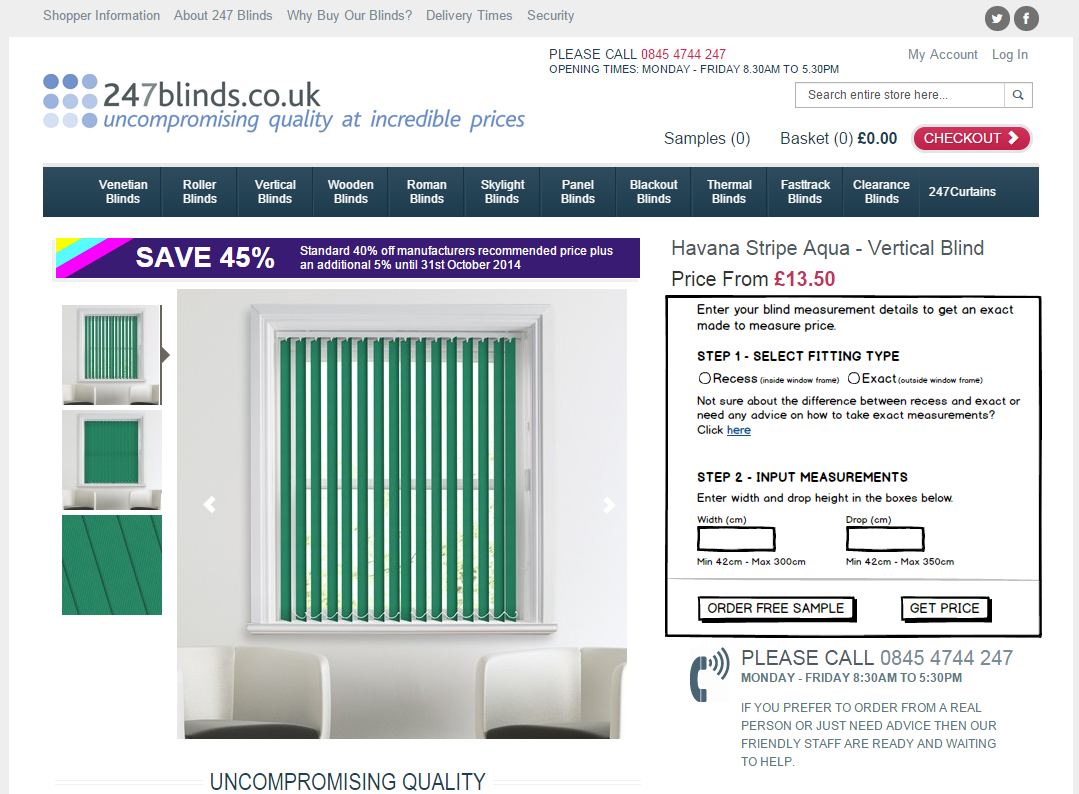 Shopper Information About 247 Blinds Why Buy Our Blinds? Delivery Times Security
PLEASE CALL 0845 4744 247
OPENING TIMES: MONDAY - FRIDAY 8.30AM TO 5.30PM
My Account Log In
247blinds.co.uk
uncompromising quality at incredible prices
Search entire store here...
Samples (0) Basket (0) £0.00 CHECKOUT
Venetian Blinds
Roller Blinds
Vertical Blinds
Wooden Blinds
Roman Blinds
Skylight Blinds
Panel Blinds
Blackout Blinds
Thermal Blinds
Fasttrack Blinds
Clearance Blinds
247Curtains
SAVE 45%
Standard 40% off manufacturers recommended price plus
an additional 5% until 31st October 2014
Havana Stripe Aqua - Vertical Blind
Price From £13.50
Enter your blind measurement details to get an exact
made to measure price.
STEP 1 - SELECT FITTING TYPE
Recess (inside window frame) Exact (outside window frame)
Not sure about the difference between recess and exact or
need any advice on how to take exact measurements?
Click here
STEP 2 - INPUT MEASUREMENTS
Enter width and drop height in the boxes below.
Width (cm) Drop (cm)
Min 42cm - Max 300cm Min 42cm - Max 350cm
ORDER FREE SAMPLE GET PRICE
PLEASE CALL 0845 4744 247
MONDAY - FRIDAY 8:30AM TO 5:30PM
IF YOU PREFER TO ORDER FROM A REAL
PERSON OR JUST NEED ADVICE THEN OUR
FRIENDLY STAFF ARE READY AND WAITING
TO HELP.
UNCOMPROMISING QUALITY